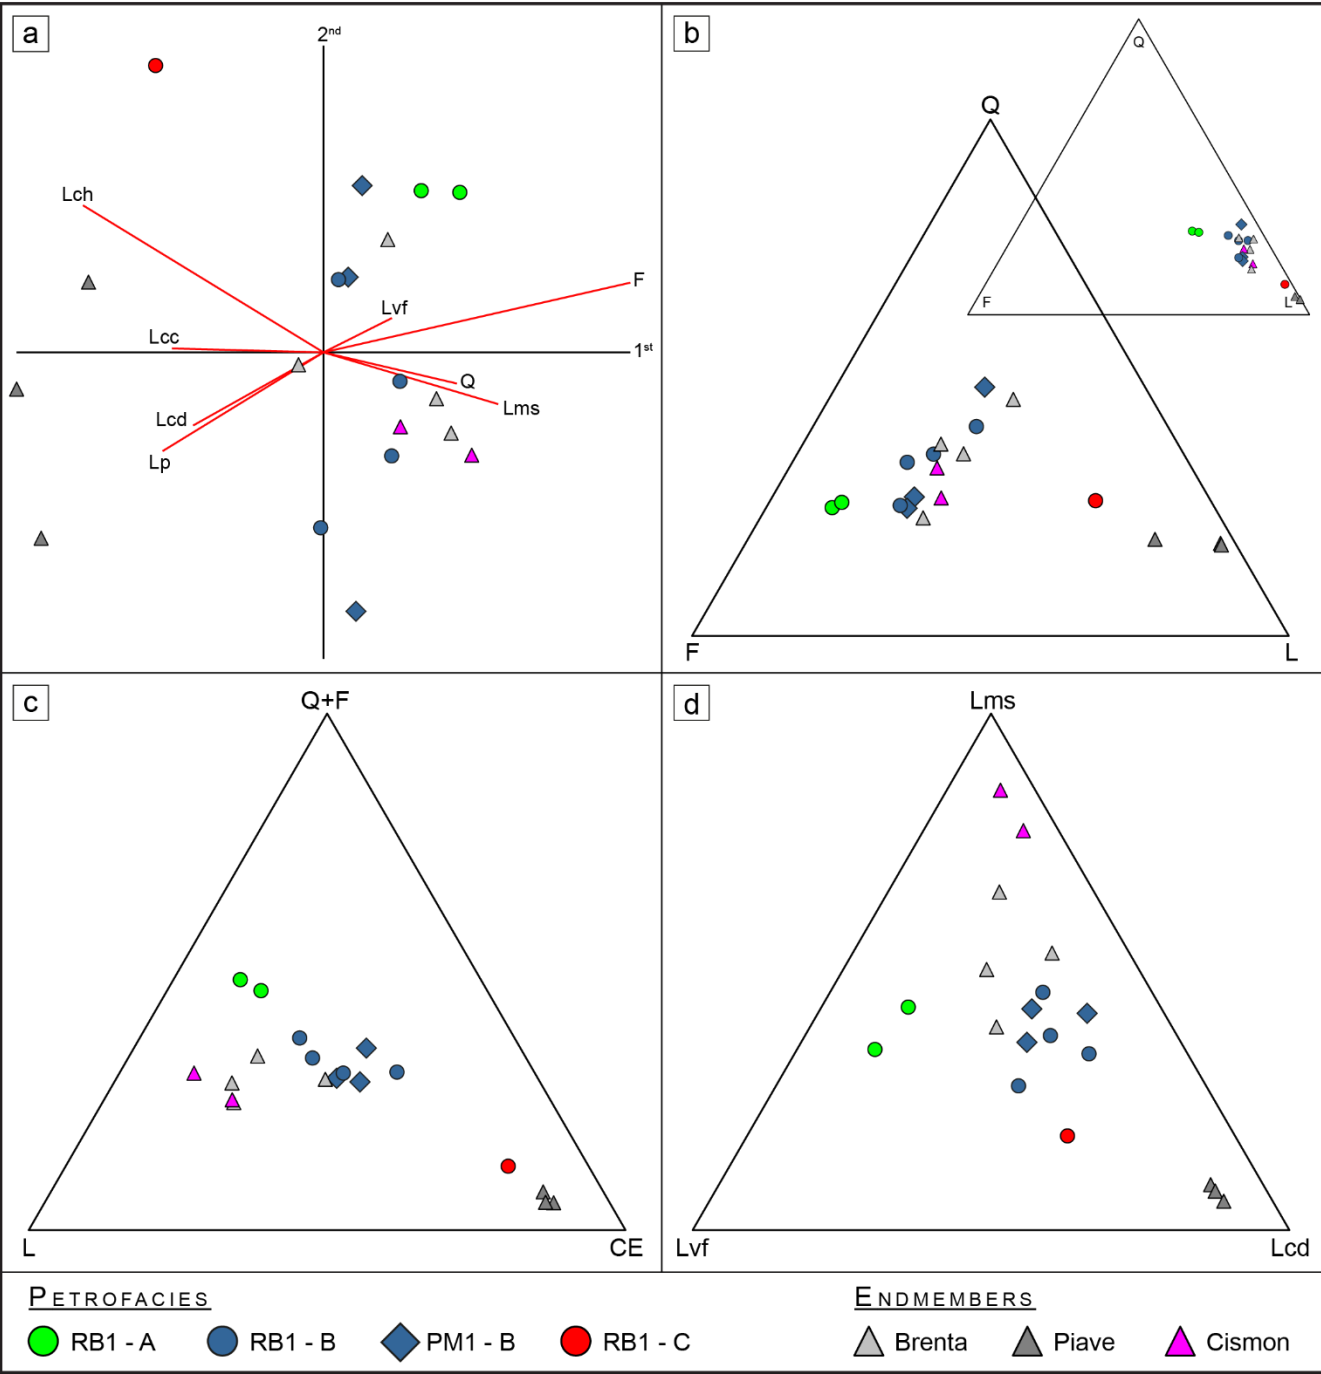 a
2nd
Lch
F
Lvf
Lcc
1st
Q
Lms
Lcd
Lp
b
Q
F
L
Q
F
L
c
Q+F
L
CE
d
Lms
Lvf
Lcd
PETROFACIES
RB1 - A
RB1 - B
PM1 - B
RB1 - C
ENDMEMBERS
Brenta
Piave
Cismon